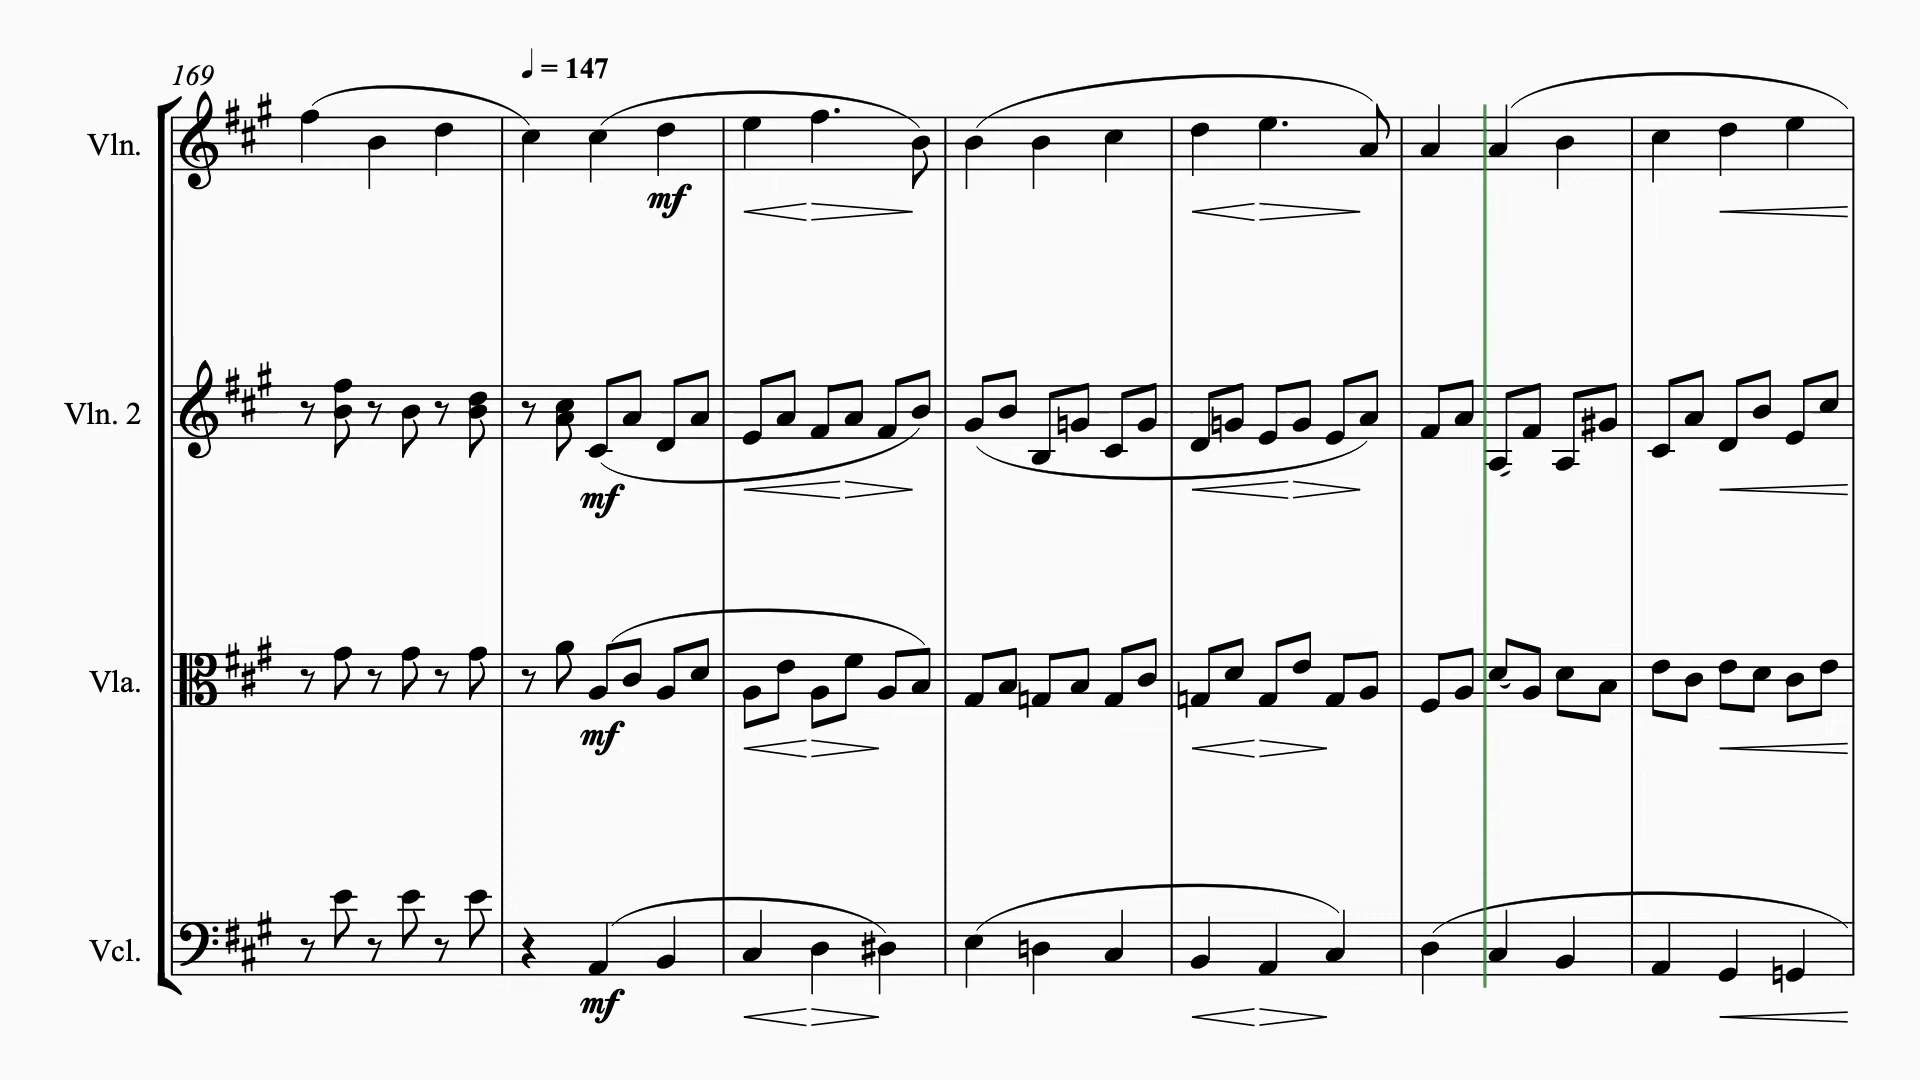 169
♩ = 147
Vln.
mf
Vln. 2
mf
Vla.
mf
Vcl.
mf